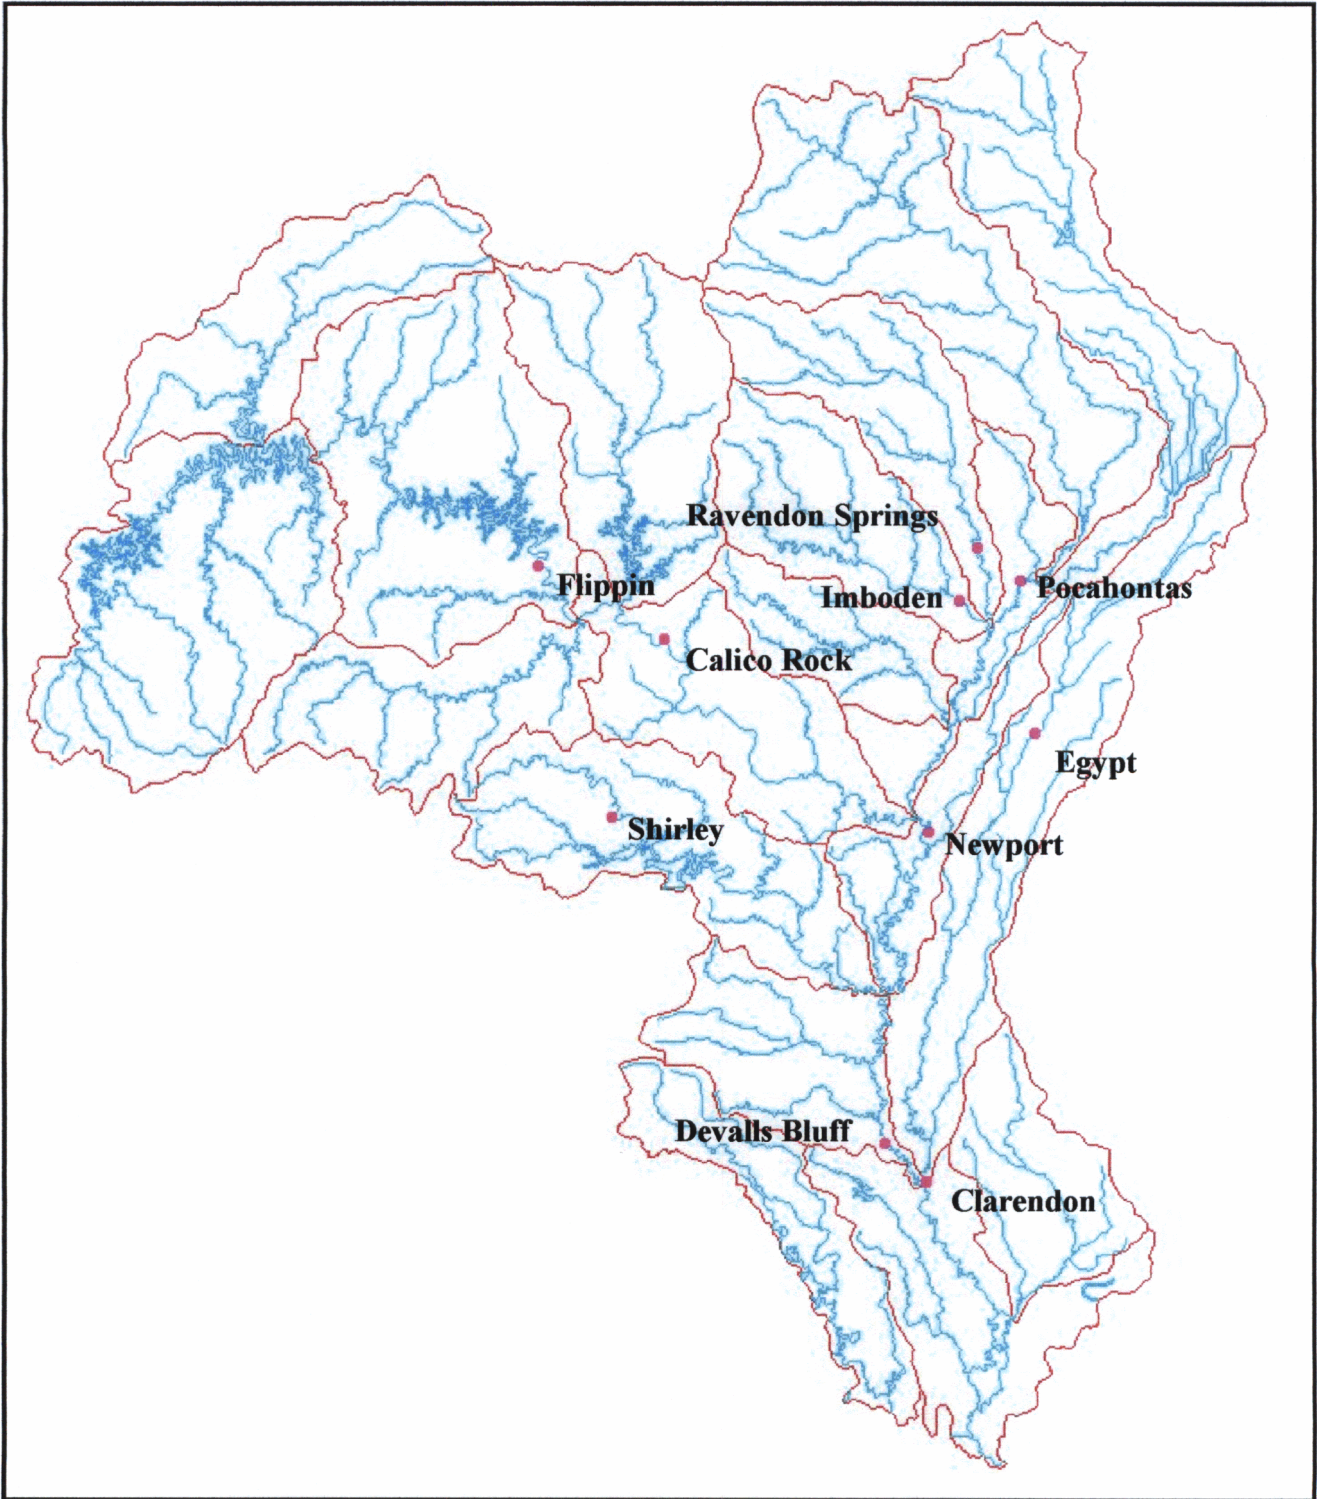 Ravendon Springs
Flippin
Imboden
Pocahontas
Calico Rock
Egypt
Shirley
Newport
Devalls Bluff
Clarendon